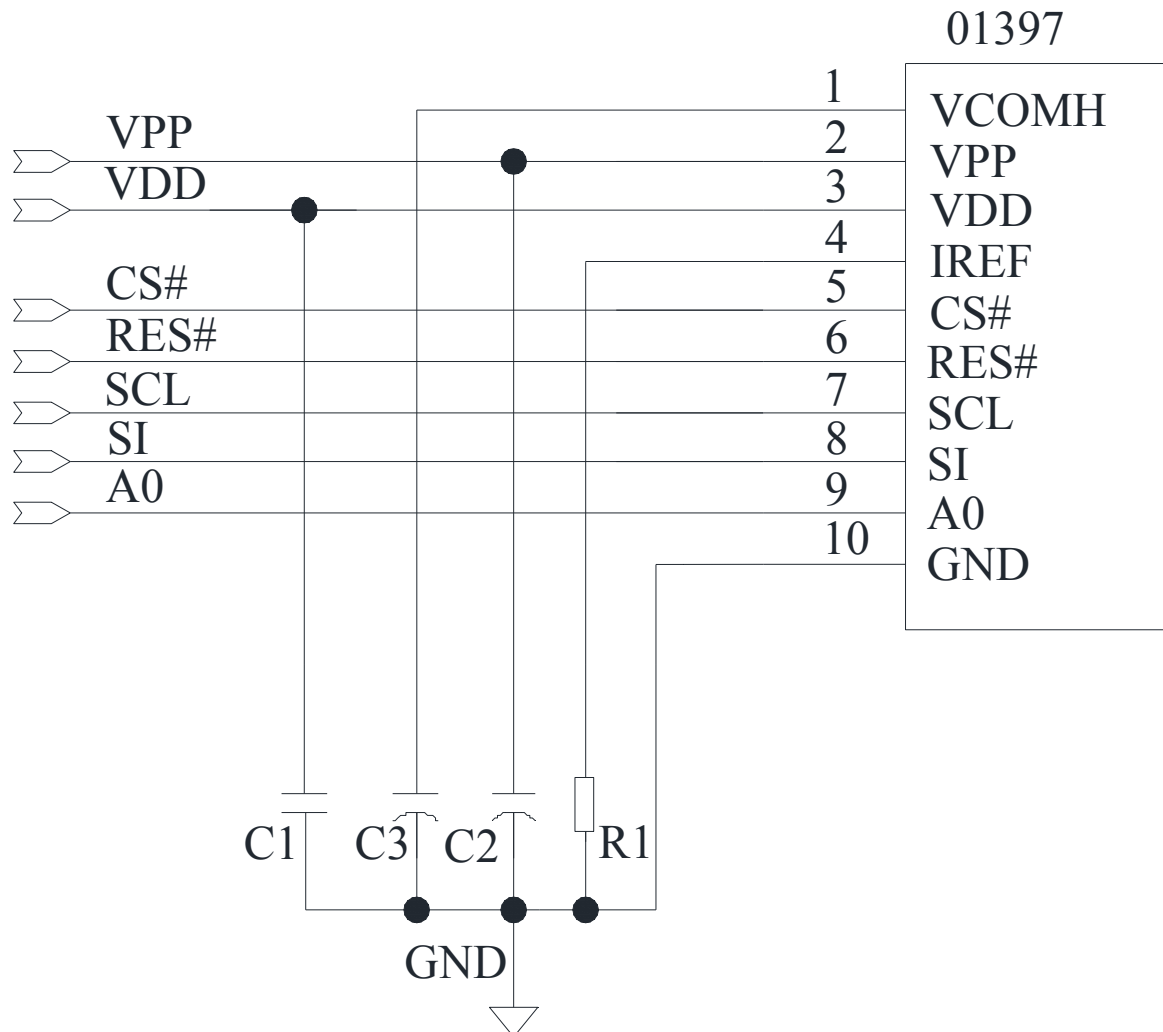 01397
1
VCOMH
VPP
2
VPP
VDD
3
VDD
4
IREF
CS#
5
CS#
RES#
6
RES#
SCL
7
SCL
SI
8
SI
A0
9
A0
10
GND
C1
C3
C2
R1
GND